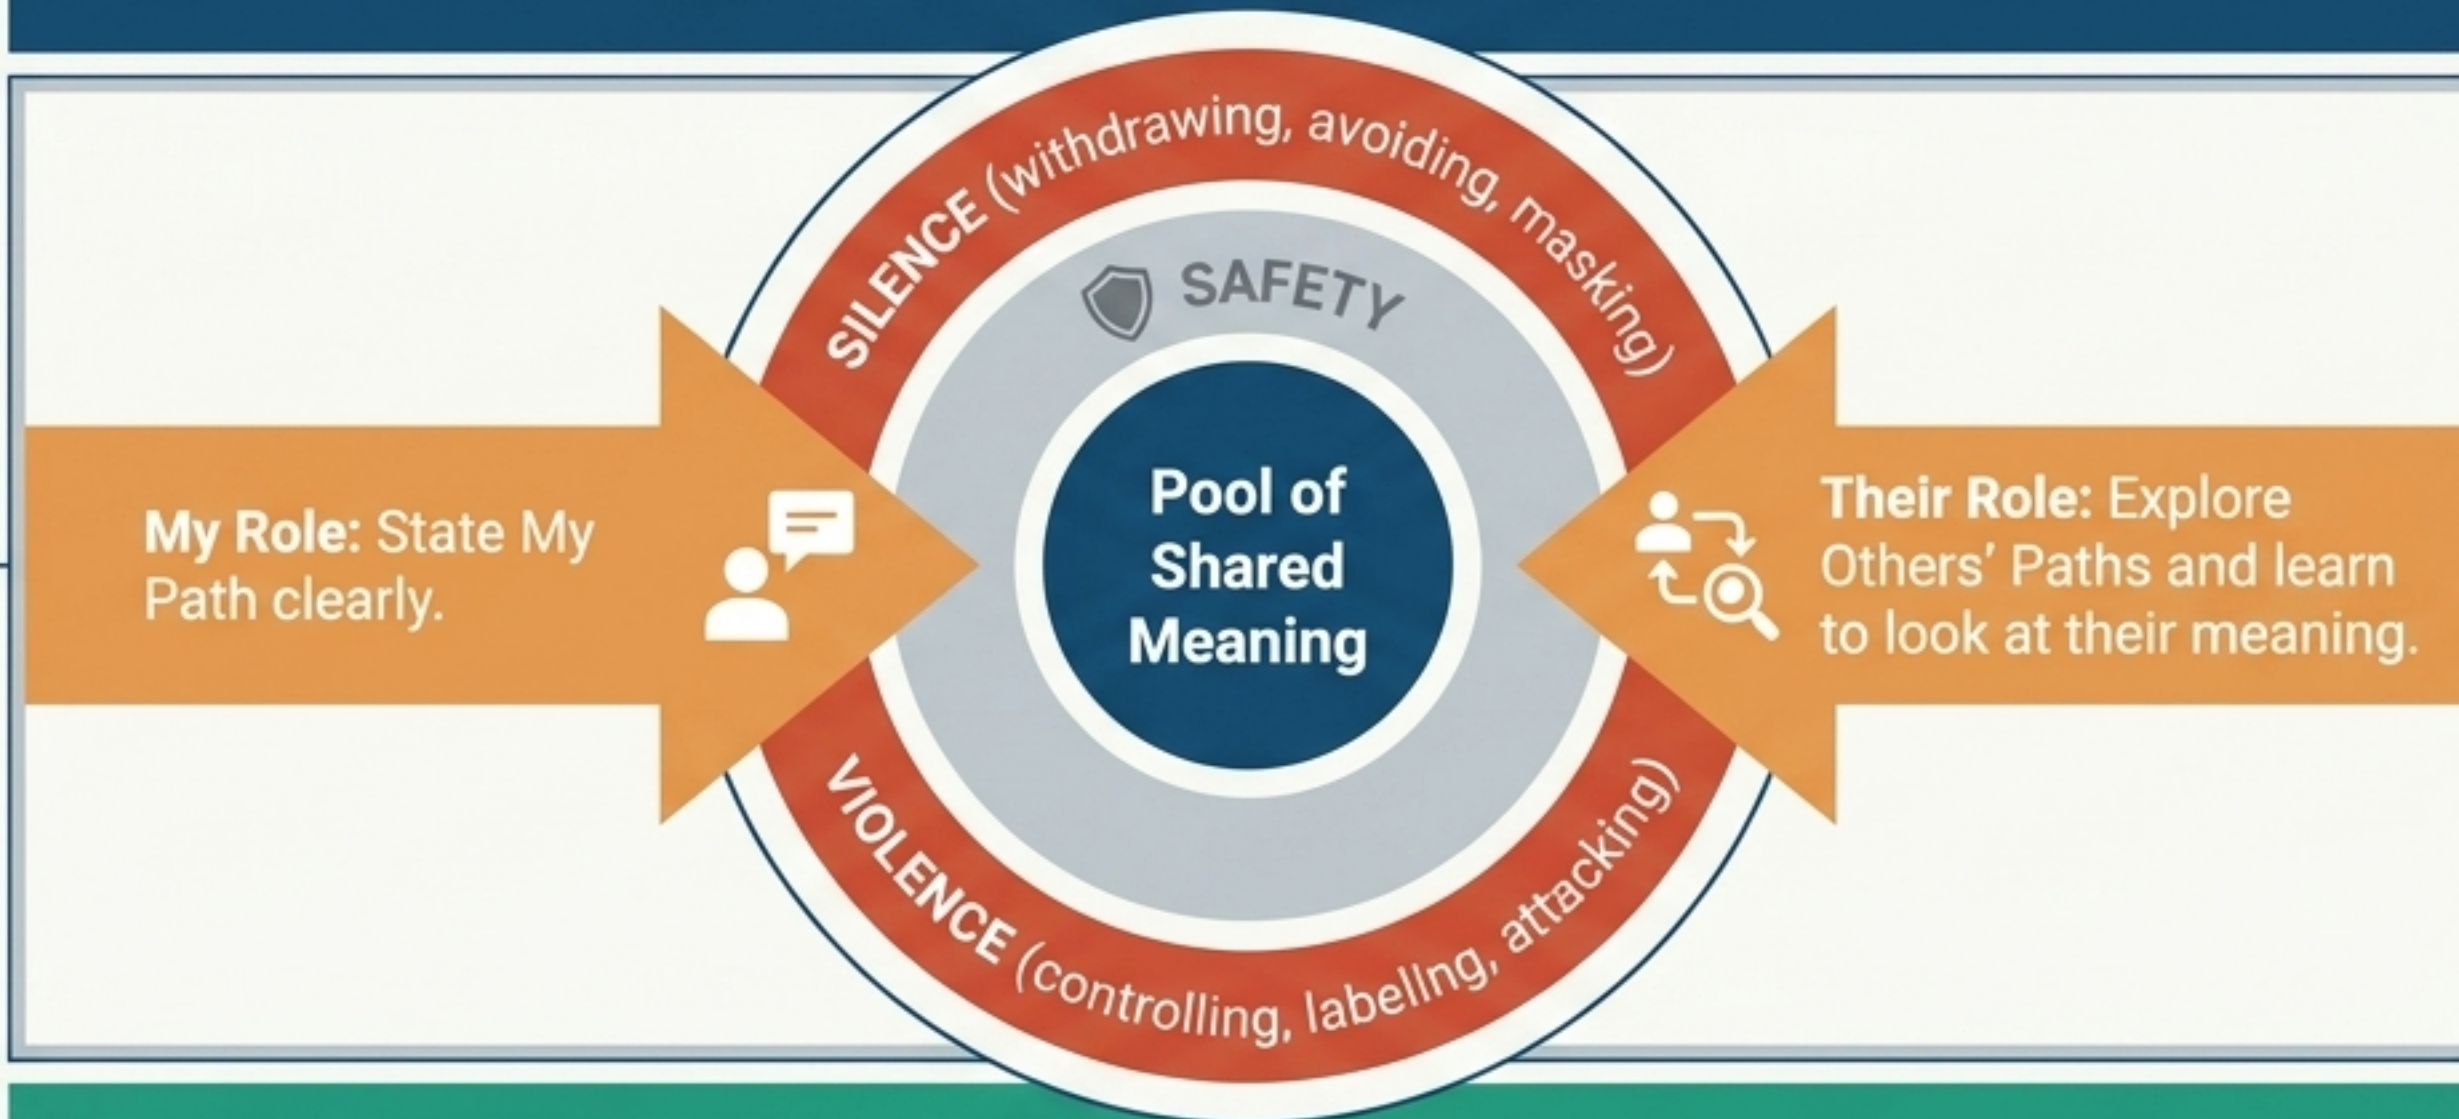 SILENCE (withdrawing, avoiding, masking)
SAFETY
My Role: State My
Path clearly.
Pool of
Shared
Meaning
Their Role: Explore
Others’ Paths and learn
to look at their meaning.
VIOLENCE (controlling, labellng, attacking)